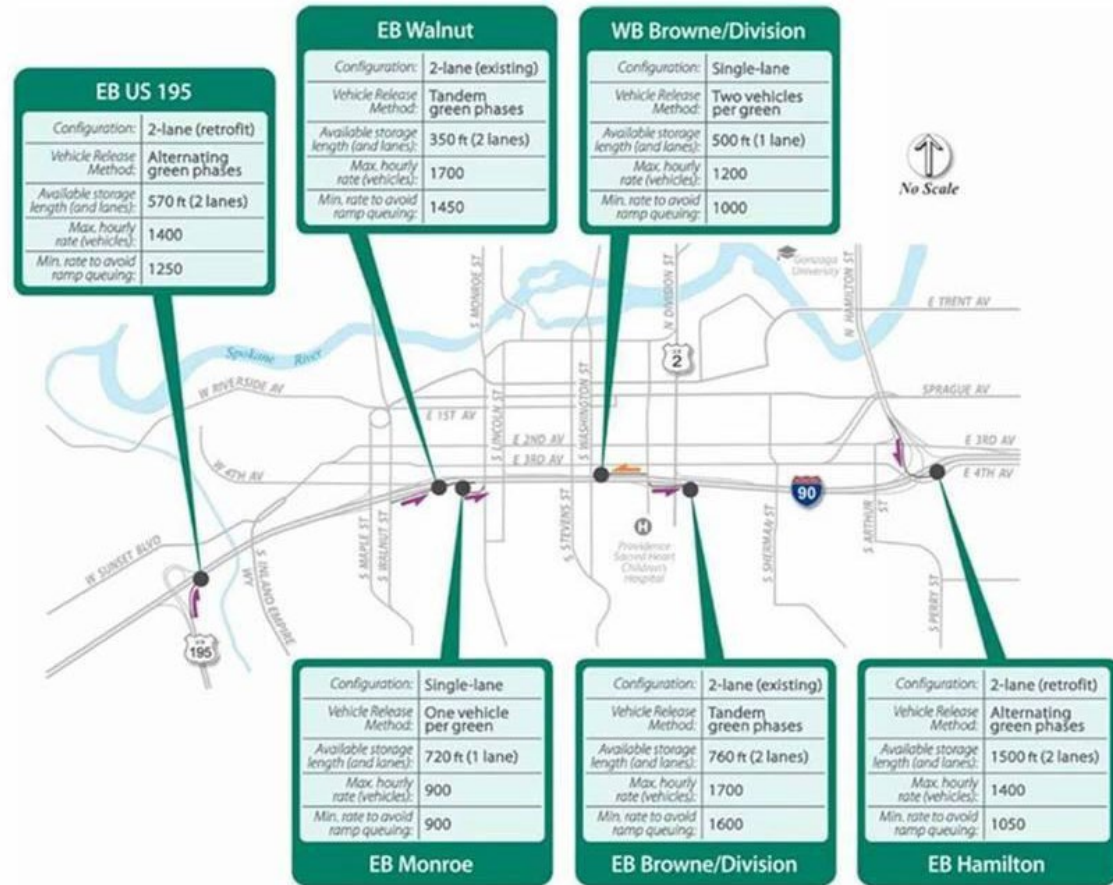 EB US 195
Configuration: 2-lane (retrofit)
Vehicle Release Method: Alternating green phases
Available storage length (and lanes): 570 ft (2 lanes)
Max. hourly rate (vehicles): 1400
Min. rate to avoid ramp queuing: 1250
EB Walnut
Configuration: 2-lane (existing)
Vehicle Release Method: Tandem green phases
Available storage length (and lanes): 350 ft (2 lanes)
Max. hourly rate (vehicles): 1700
Min. rate to avoid ramp queuing: 1450
WB Browne/Division
Configuration: Single-lane
Vehicle Release Method: Two vehicles per green
Available storage length (and lanes): 500 ft (1 lane)
Max. hourly rate (vehicles): 1200
Min. rate to avoid ramp queuing: 1000
No Scale
Gonzaga University
S MONROE ST
N DIVISION ST
N HAMILTON ST
E TRENT AV
Spokane River
US 2
W RIVERSIDE AV
SPRAGUE AV
E 1ST AV
S LINCOLN ST
S WASHINGTON ST
E 2ND AV
E 3RD AV
E 3RD AV
W 4TH AV
E 4TH AV
90
W SUNSET BLVD
S INLAND EMPIRE WY
S MAPLE ST
S WALNUT ST
S STEVENS ST
H
Providence Sacred Heart Children's Hospital
S SHERMAN ST
S ARTHUR ST
S PERRY ST
US 195
Configuration: Single-lane
Vehicle Release Method: One vehicle per green
Available storage length (and lanes): 720 ft (1 lane)
Max. hourly rate (vehicles): 900
Min. rate to avoid ramp queuing: 900
EB Monroe
Configuration: 2-lane (existing)
Vehicle Release Method: Tandem green phases
Available storage length (and lanes): 760 ft (2 lanes)
Max. hourly rate (vehicles): 1700
Min. rate to avoid ramp queuing: 1600
EB Browne/Division
Configuration: 2-lane (retrofit)
Vehicle Release Method: Alternating green phases
Available storage length (and lanes): 1500 ft (2 lanes)
Max. hourly rate (vehicles): 1400
Min. rate to avoid ramp queuing: 1050
EB Hamilton